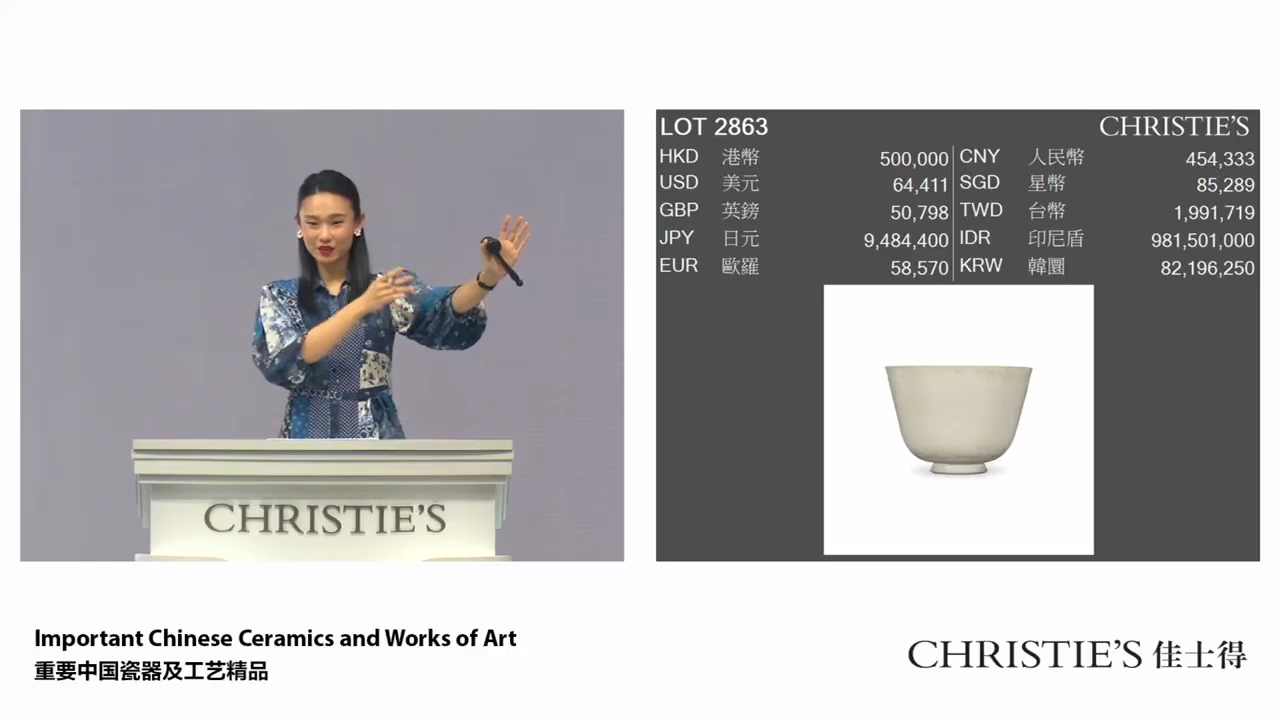 CHRISTIE'S
LOT 2863 CHRISTIE'S
HKD 港幣 500,000 CNY 人民幣 454,333
USD 美元 64,411 SGD 星幣 85,289
GBP 英鎊 50,798 TWD 台幣 1,991,719
JPY 日元 9,484,400 IDR 印尼盾 981,501,000
EUR 歐羅 58,570 KRW 韓圜 82,196,250
Important Chinese Ceramics and Works of Art
重要中国瓷器及工艺精品
CHRISTIE'S 佳士得